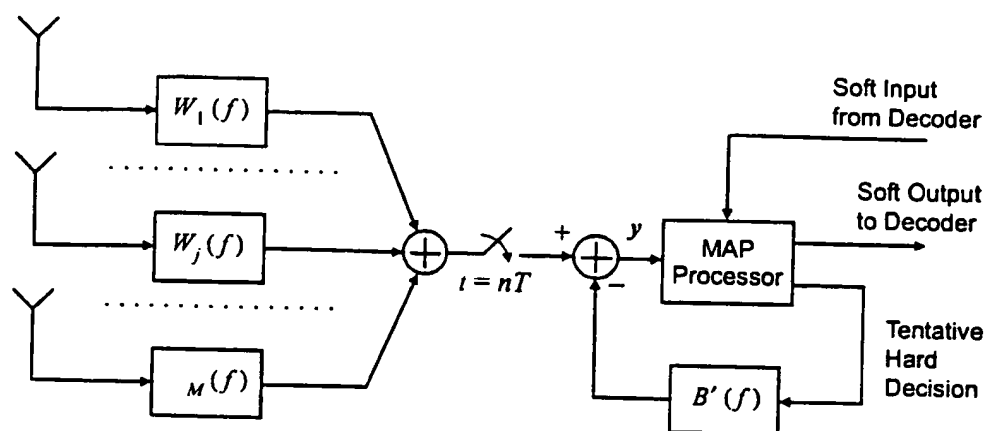 W1(f)
Wj(f)
M(f)
t = nT
+
−
y
Soft Input
from Decoder
Soft Output
to Decoder
MAP
Processor
Tentative
Hard
Decision
B′(f)